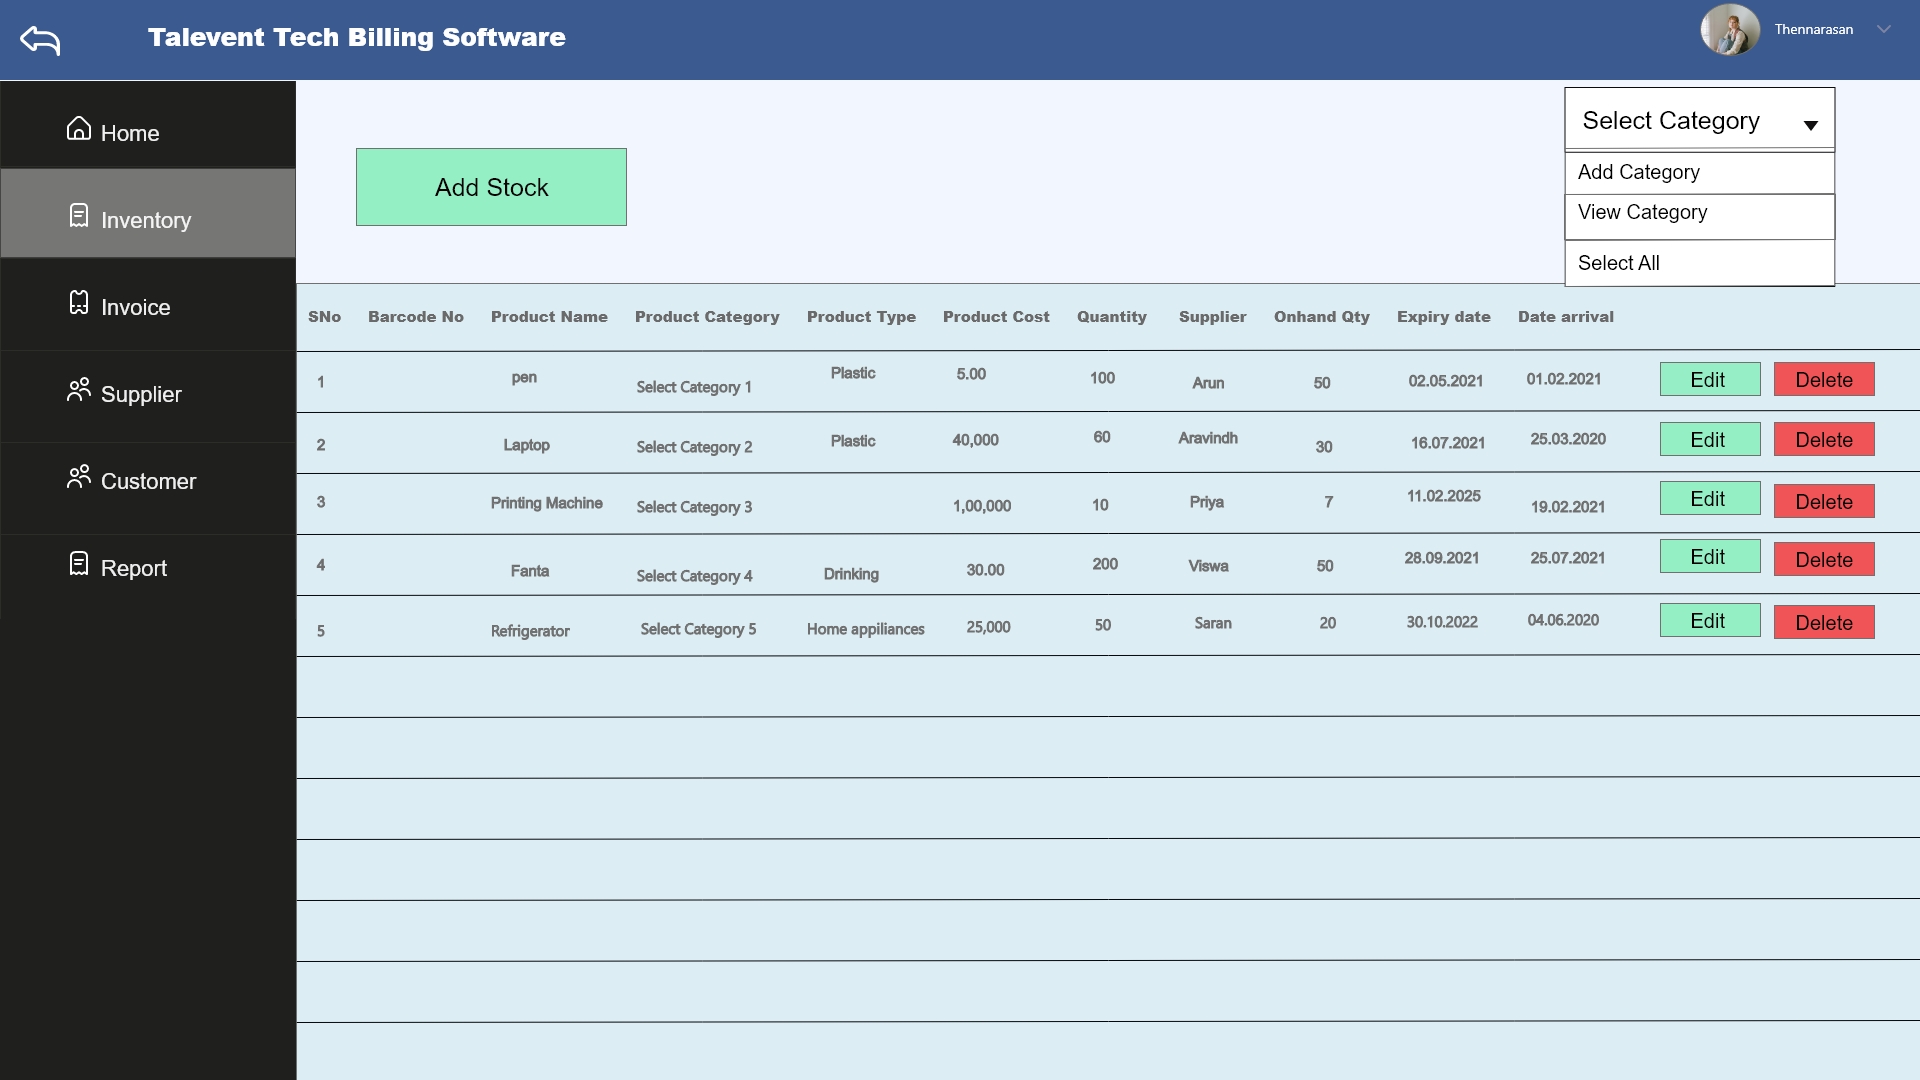 Talevent Tech Billing Software
Thennarasan
Home
Inventory
Invoice
Supplier
Customer
Report
Add Stock
Select Category
Add Category
View Category
Select All
SNo Barcode No Product Name Product Category Product Type Product Cost Quantity Supplier Onhand Qty Expiry date Date arrival
1 pen Select Category 1 Plastic 5.00 100 Arun 50 02.05.2021 01.02.2021 Edit Delete
2 Laptop Select Category 2 Plastic 40,000 60 Aravindh 30 16.07.2021 25.03.2020 Edit Delete
3 Printing Machine Select Category 3 1,00,000 10 Priya 7 11.02.2025 19.02.2021 Edit Delete
4 Fanta Select Category 4 Drinking 30.00 200 Viswa 50 28.09.2021 25.07.2021 Edit Delete
5 Refrigerator Select Category 5 Home appiliances 25,000 50 Saran 20 30.10.2022 04.06.2020 Edit Delete